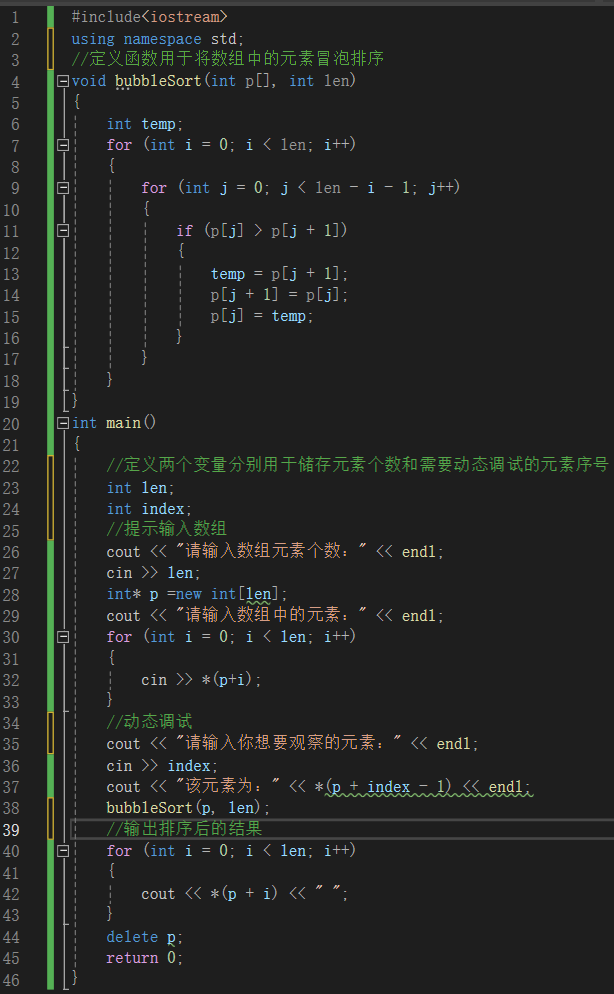 1 #include<iostream>
2 using namespace std;
3 //定义函数用于将数组中的元素冒泡排序
4 void bubbleSort(int p[], int len)
5 {
6 int temp;
7 for (int i = 0; i < len; i++)
8 {
9 for (int j = 0; j < len - i - 1; j++)
10 {
11 if (p[j] > p[j + 1])
12 {
13 temp = p[j + 1];
14 p[j + 1] = p[j];
15 p[j] = temp;
16 }
17 }
18 }
19 }
20 int main()
21 {
22 //定义两个变量分别用于储存元素个数和需要动态调试的元素序号
23 int len;
24 int index;
25 //提示输入数组
26 cout << "请输入数组元素个数：" << endl;
27 cin >> len;
28 int* p =new int[len];
29 cout << "请输入数组中的元素：" << endl;
30 for (int i = 0; i < len; i++)
31 {
32 cin >> *(p+i);
33 }
34 //动态调试
35 cout << "请输入你想要观察的元素：" << endl;
36 cin >> index;
37 cout << "该元素为：" << *(p + index - 1) << endl;
38 bubbleSort(p, len);
39 //输出排序后的结果
40 for (int i = 0; i < len; i++)
41 {
42 cout << *(p + i) << " ";
43 }
44 delete p;
45 return 0;
46 }